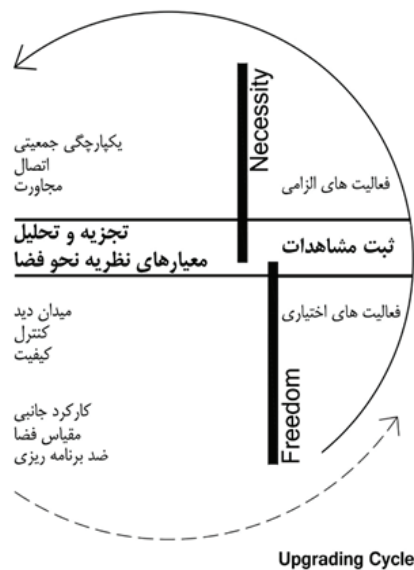 Necessity
یکپارچگی جمعیتی
اتصال
مجاورت
فعالیت های الزامی
ثبت مشاهدات
تجزیه و تحلیل
معیارهای نظریه نحو فضا
فعالیت های اختیاری
میدان دید
کنترل
کیفیت
کارکرد جانبی
مقیاس فضا
ضد برنامه ریزی
Freedom
Upgrading Cycle